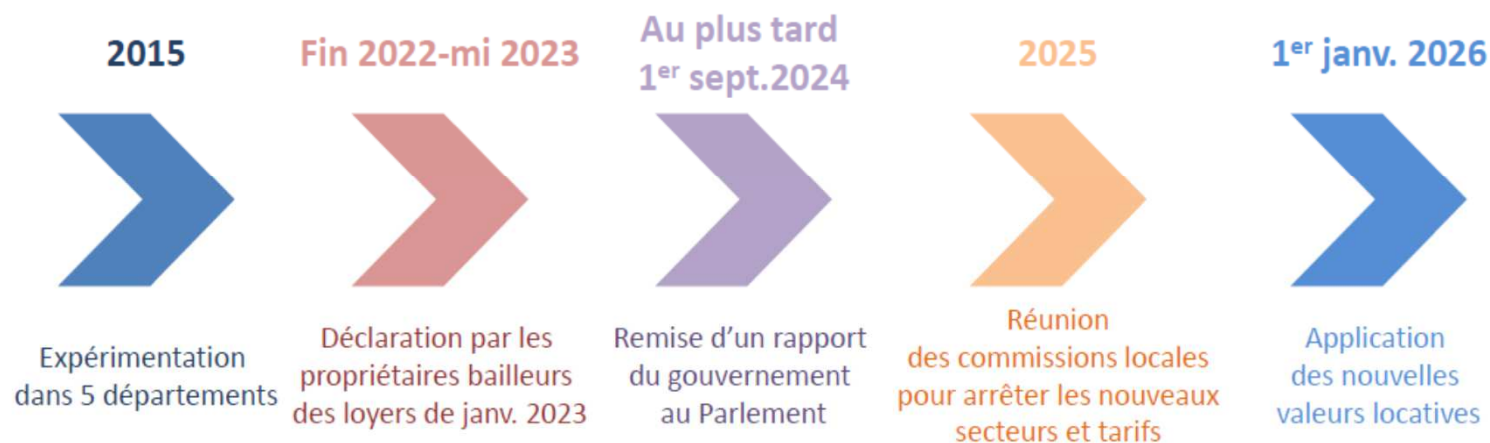 2015
Expérimentation
dans 5 départements
Fin 2022-mi 2023
Déclaration par les
propriétaires bailleurs
des loyers de janv. 2023
Au plus tard
1er sept.2024
Remise d'un rapport
du gouvernement
au Parlement
2025
Réunion
des commissions locales
pour arrêter les nouveaux
secteurs et tarifs
1er janv. 2026
Application
des nouvelles
valeurs locatives